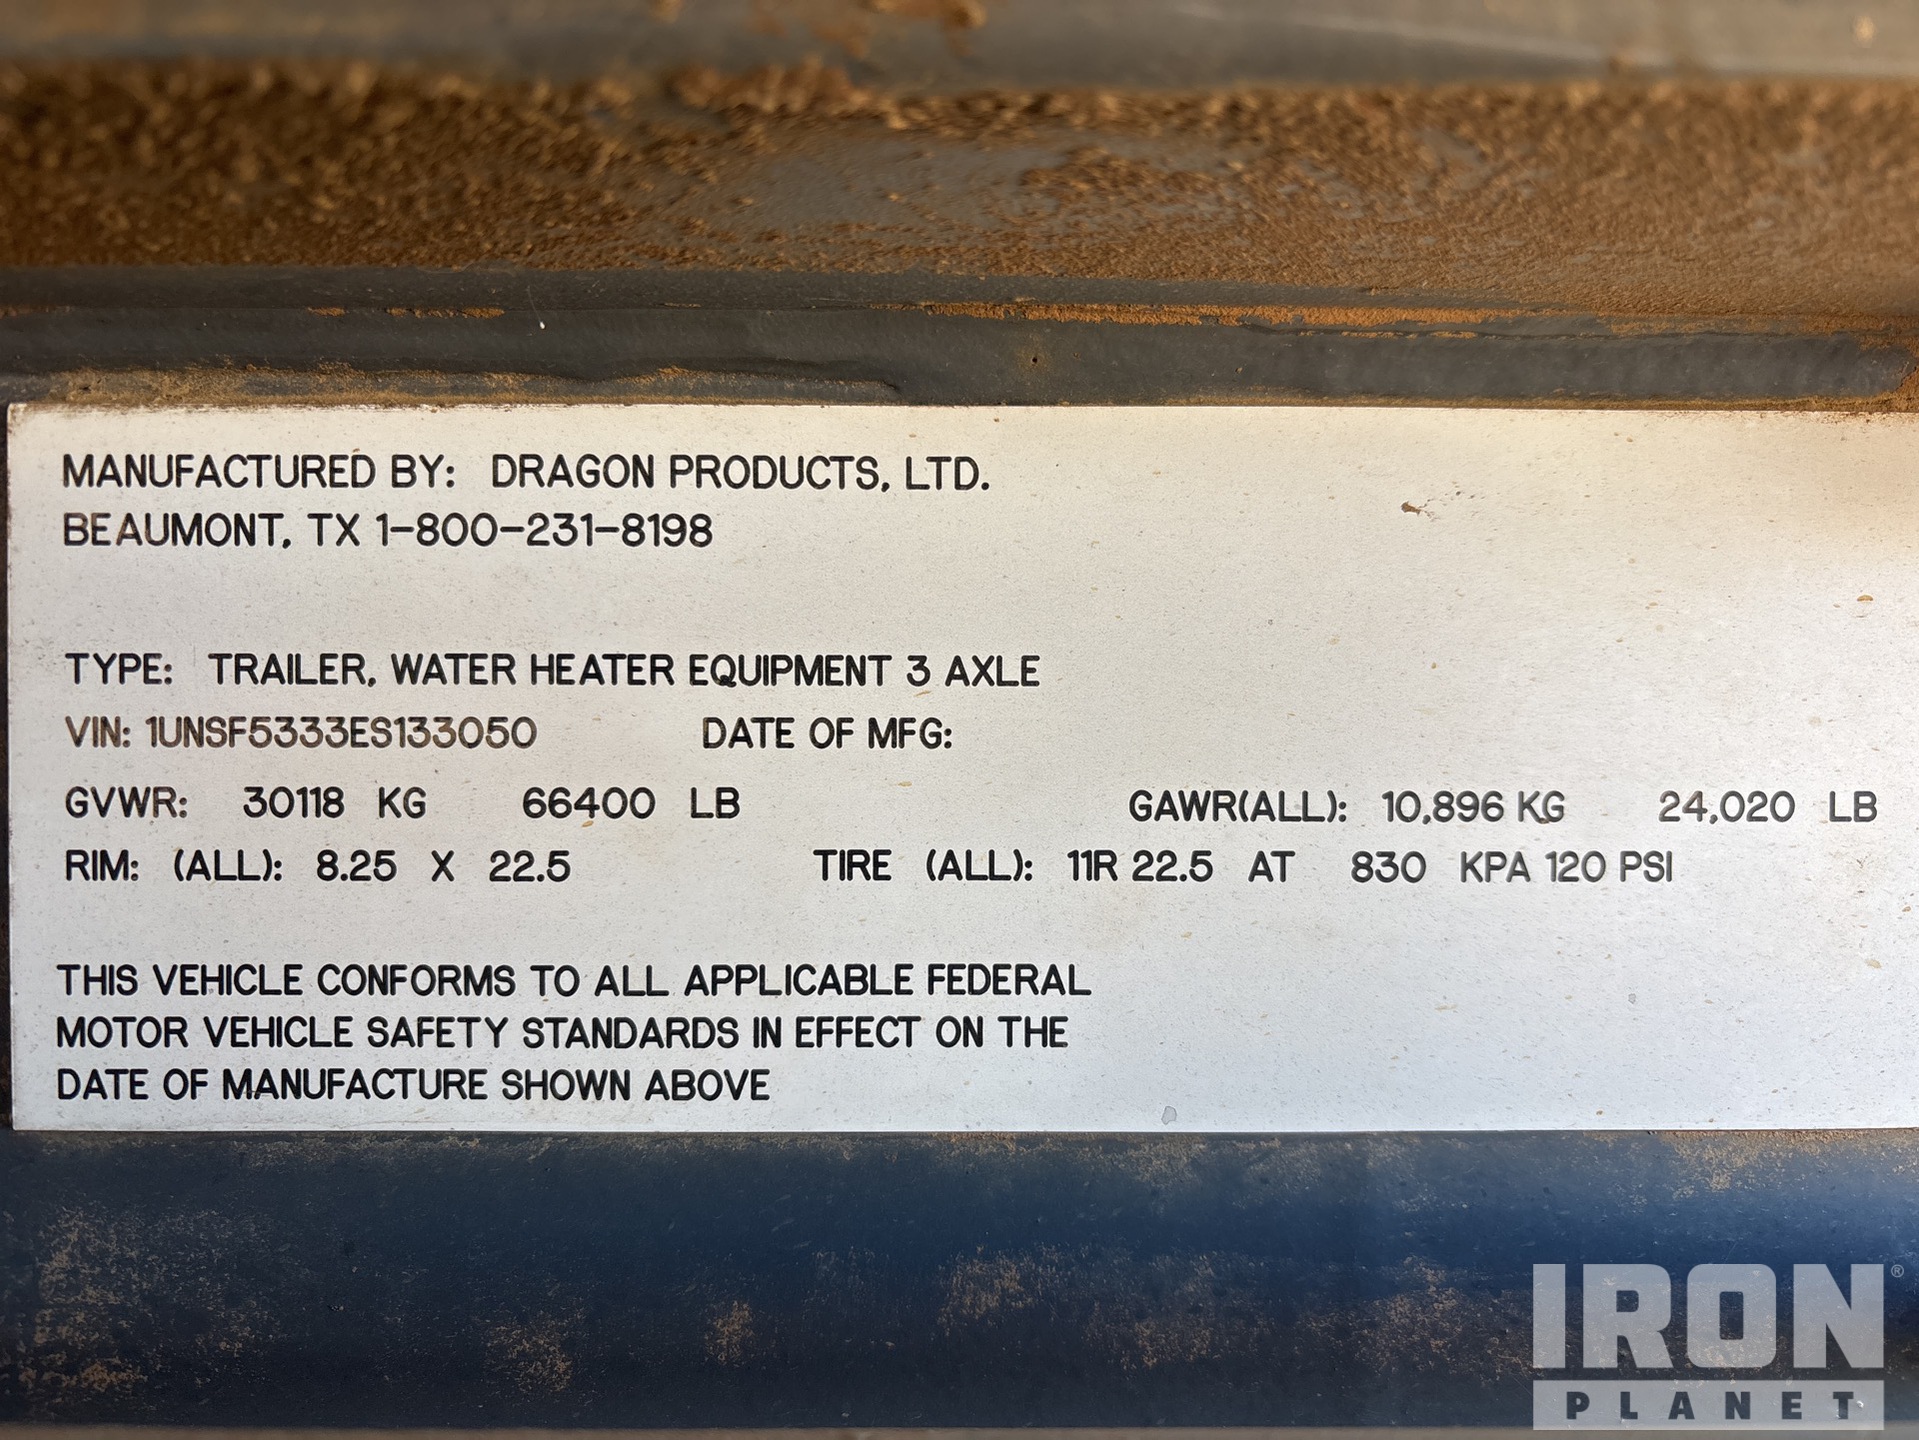 MANUFACTURED BY: DRAGON PRODUCTS, LTD.
BEAUMONT, TX 1-800-231-8198
TYPE: TRAILER, WATER HEATER EQUIPMENT 3 AXLE
VIN: 1UNSF5333ES133050 DATE OF MFG:
GVWR: 30118 KG 66400 LB GAWR(ALL): 10,896 KG 24,020 LB
RIM: (ALL): 8.25 X 22.5 TIRE (ALL): 11R 22.5 AT 830 KPA 120 PSI
THIS VEHICLE CONFORMS TO ALL APPLICABLE FEDERAL
MOTOR VEHICLE SAFETY STANDARDS IN EFFECT ON THE
DATE OF MANUFACTURE SHOWN ABOVE
IRON ®
PLANET